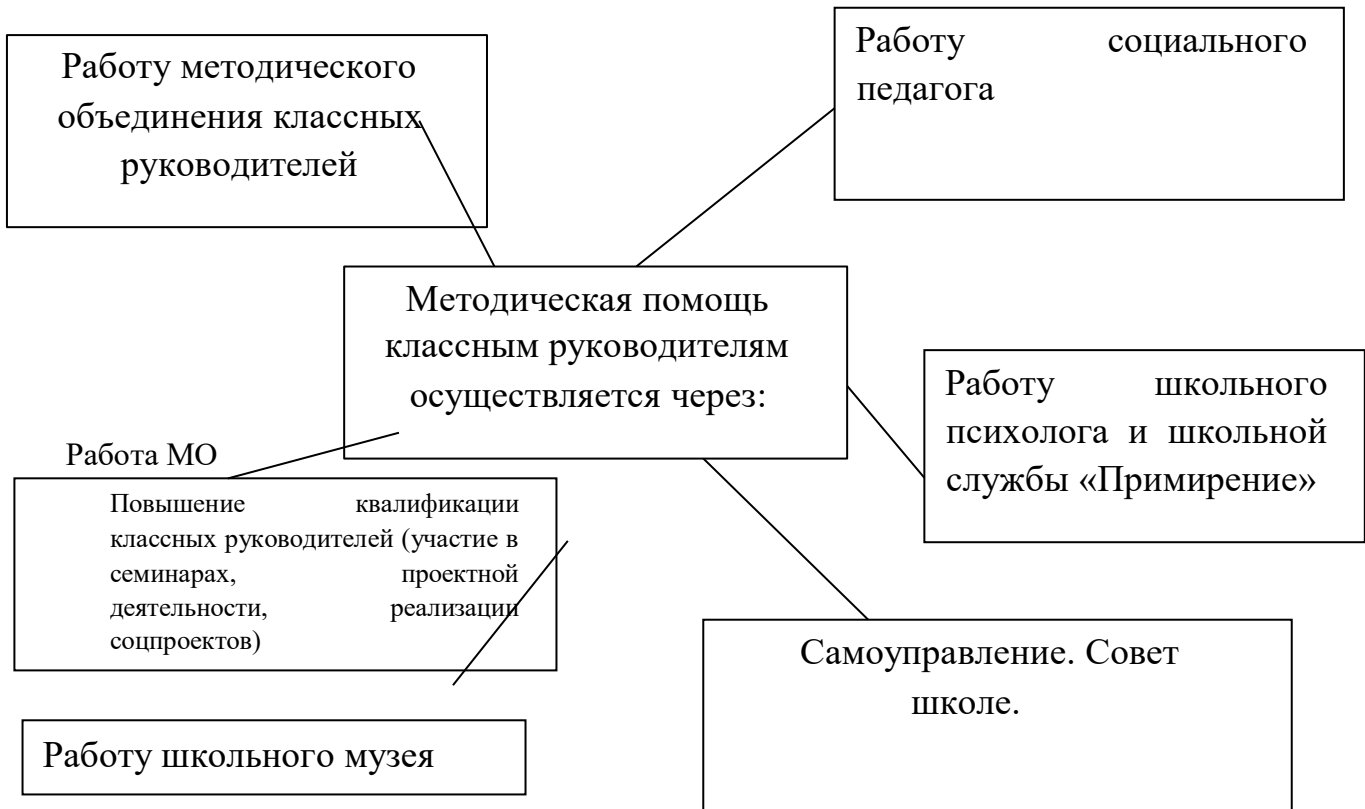 Работу методического
объединения классных
руководителей
Работу социального
педагога
Методическая помощь
классным руководителям
осуществляется через:
Работу школьного
психолога и школьной
службы «Примирение»
Работа МО
Повышение квалификации
классных руководителей (участие в
семинарах, проектной
деятельности, реализации
соцпроектов)
Самоуправление. Совет
школе.
Работу школьного музея